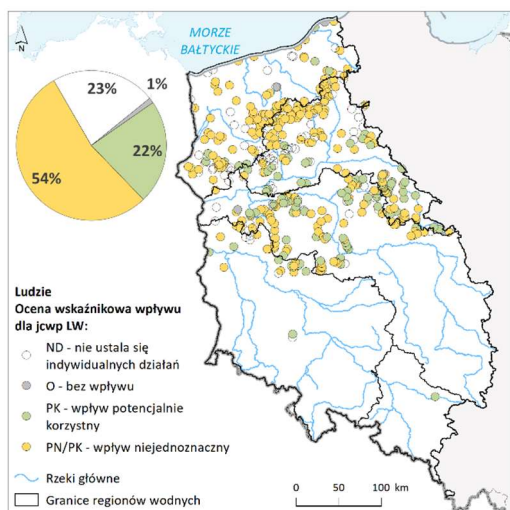 MORZE
BAŁTYCKIE
N
23%
1%
22%
54%
Ludzie
Ocena wskaźnikowa wpływu
dla jcwp LW:
ND - nie ustala się
indywidualnych działań
O - bez wpływu
PK - wpływ potencjalnie
korzystny
PN/PK - wpływ niejednoznaczny
Rzeki główne
Granice regionów wodnych
0 50 100 km